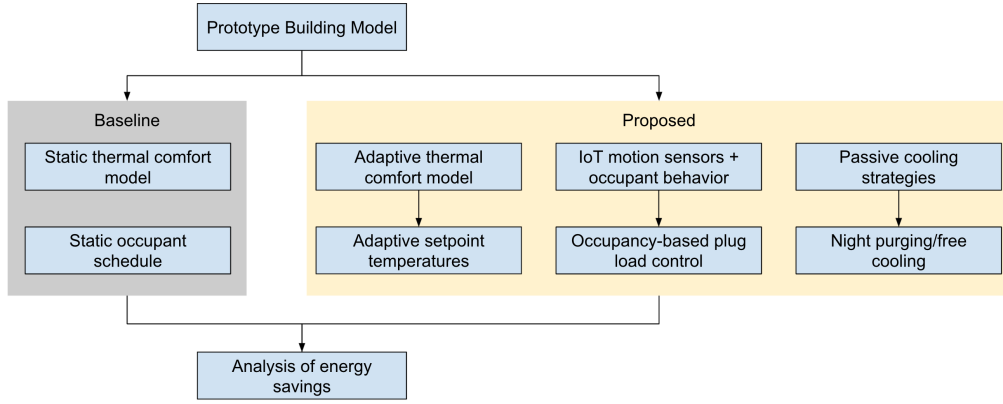 Prototype Building Model
Baseline
Static thermal comfort
model
Static occupant
schedule
Proposed
Adaptive thermal
comfort model
Adaptive setpoint
temperatures
IoT motion sensors +
occupant behavior
Occupancy-based plug
load control
Passive cooling
strategies
Night purging/free
cooling
Analysis of energy
savings